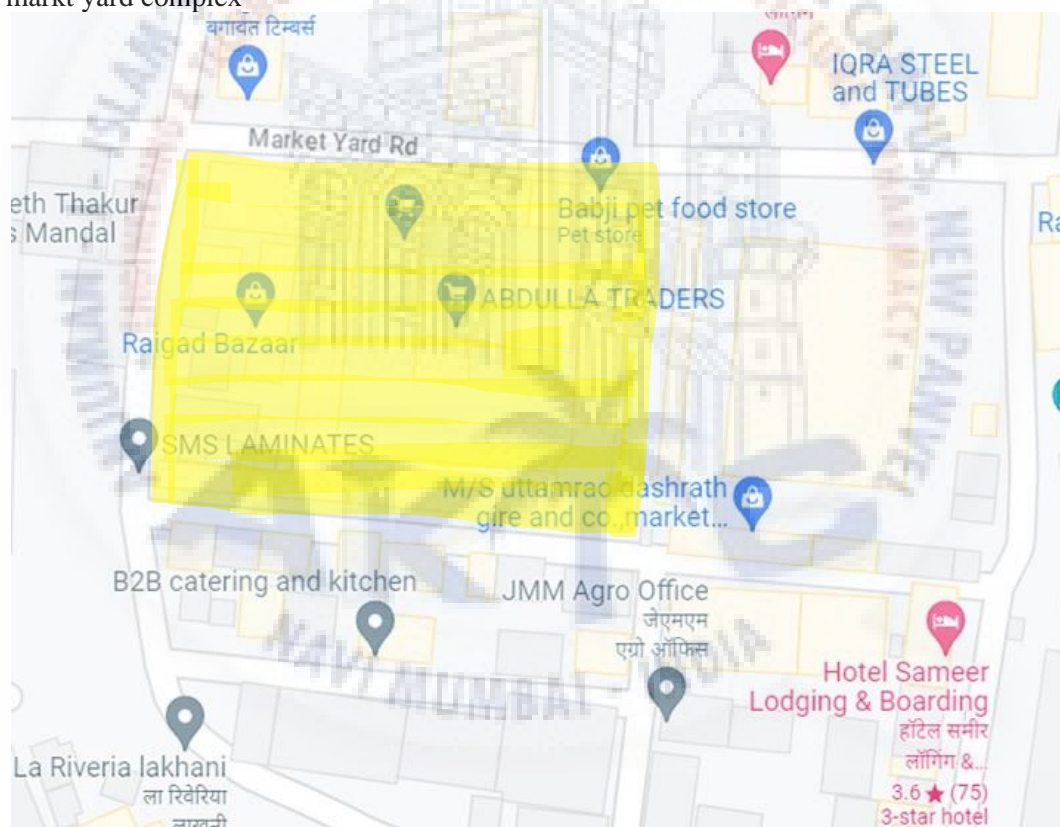 markt yard complex
बगावत टिम्बर्स
लॉगिंग
IQRA STEEL
and TUBES
Market Yard Rd
eth Thakur
s Mandal
Babji pet food store
Pet store
Ra
ABDULLA TRADERS
Raigad Bazaar
SMS LAMINATES
M/S uttamrao dashrath
gire and co.,market...
B2B catering and kitchen
JMM Agro Office
जेएमएम
एग्रो ऑफिस
Hotel Sameer
Lodging & Boarding
हॉटेल समीर
लॉगिंग &...
3.6 ★ (75)
3-star hotel
La Riveria lakhani
ला रिवेरिया
लाखनी
AKTC
NEW PANVEL
NAVI MUMBAI - INDIA